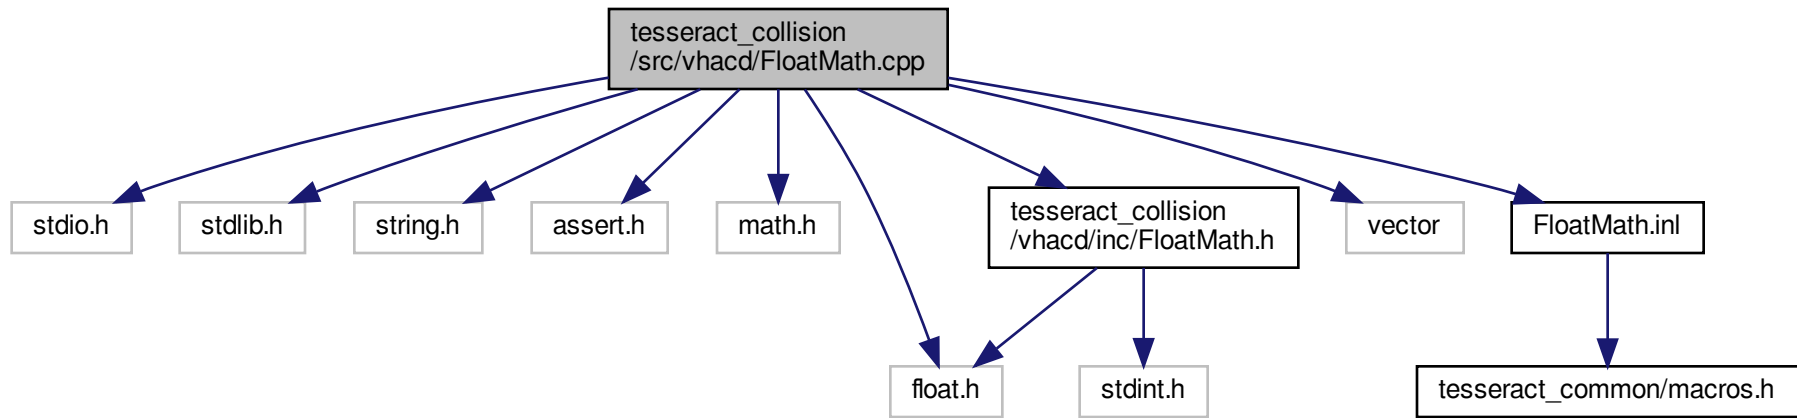 tesseract_collision
/src/vhacd/FloatMath.cpp
stdio.h
stdlib.h
string.h
assert.h
math.h
tesseract_collision
/vhacd/inc/FloatMath.h
vector
FloatMath.inl
float.h
stdint.h
tesseract_common/macros.h